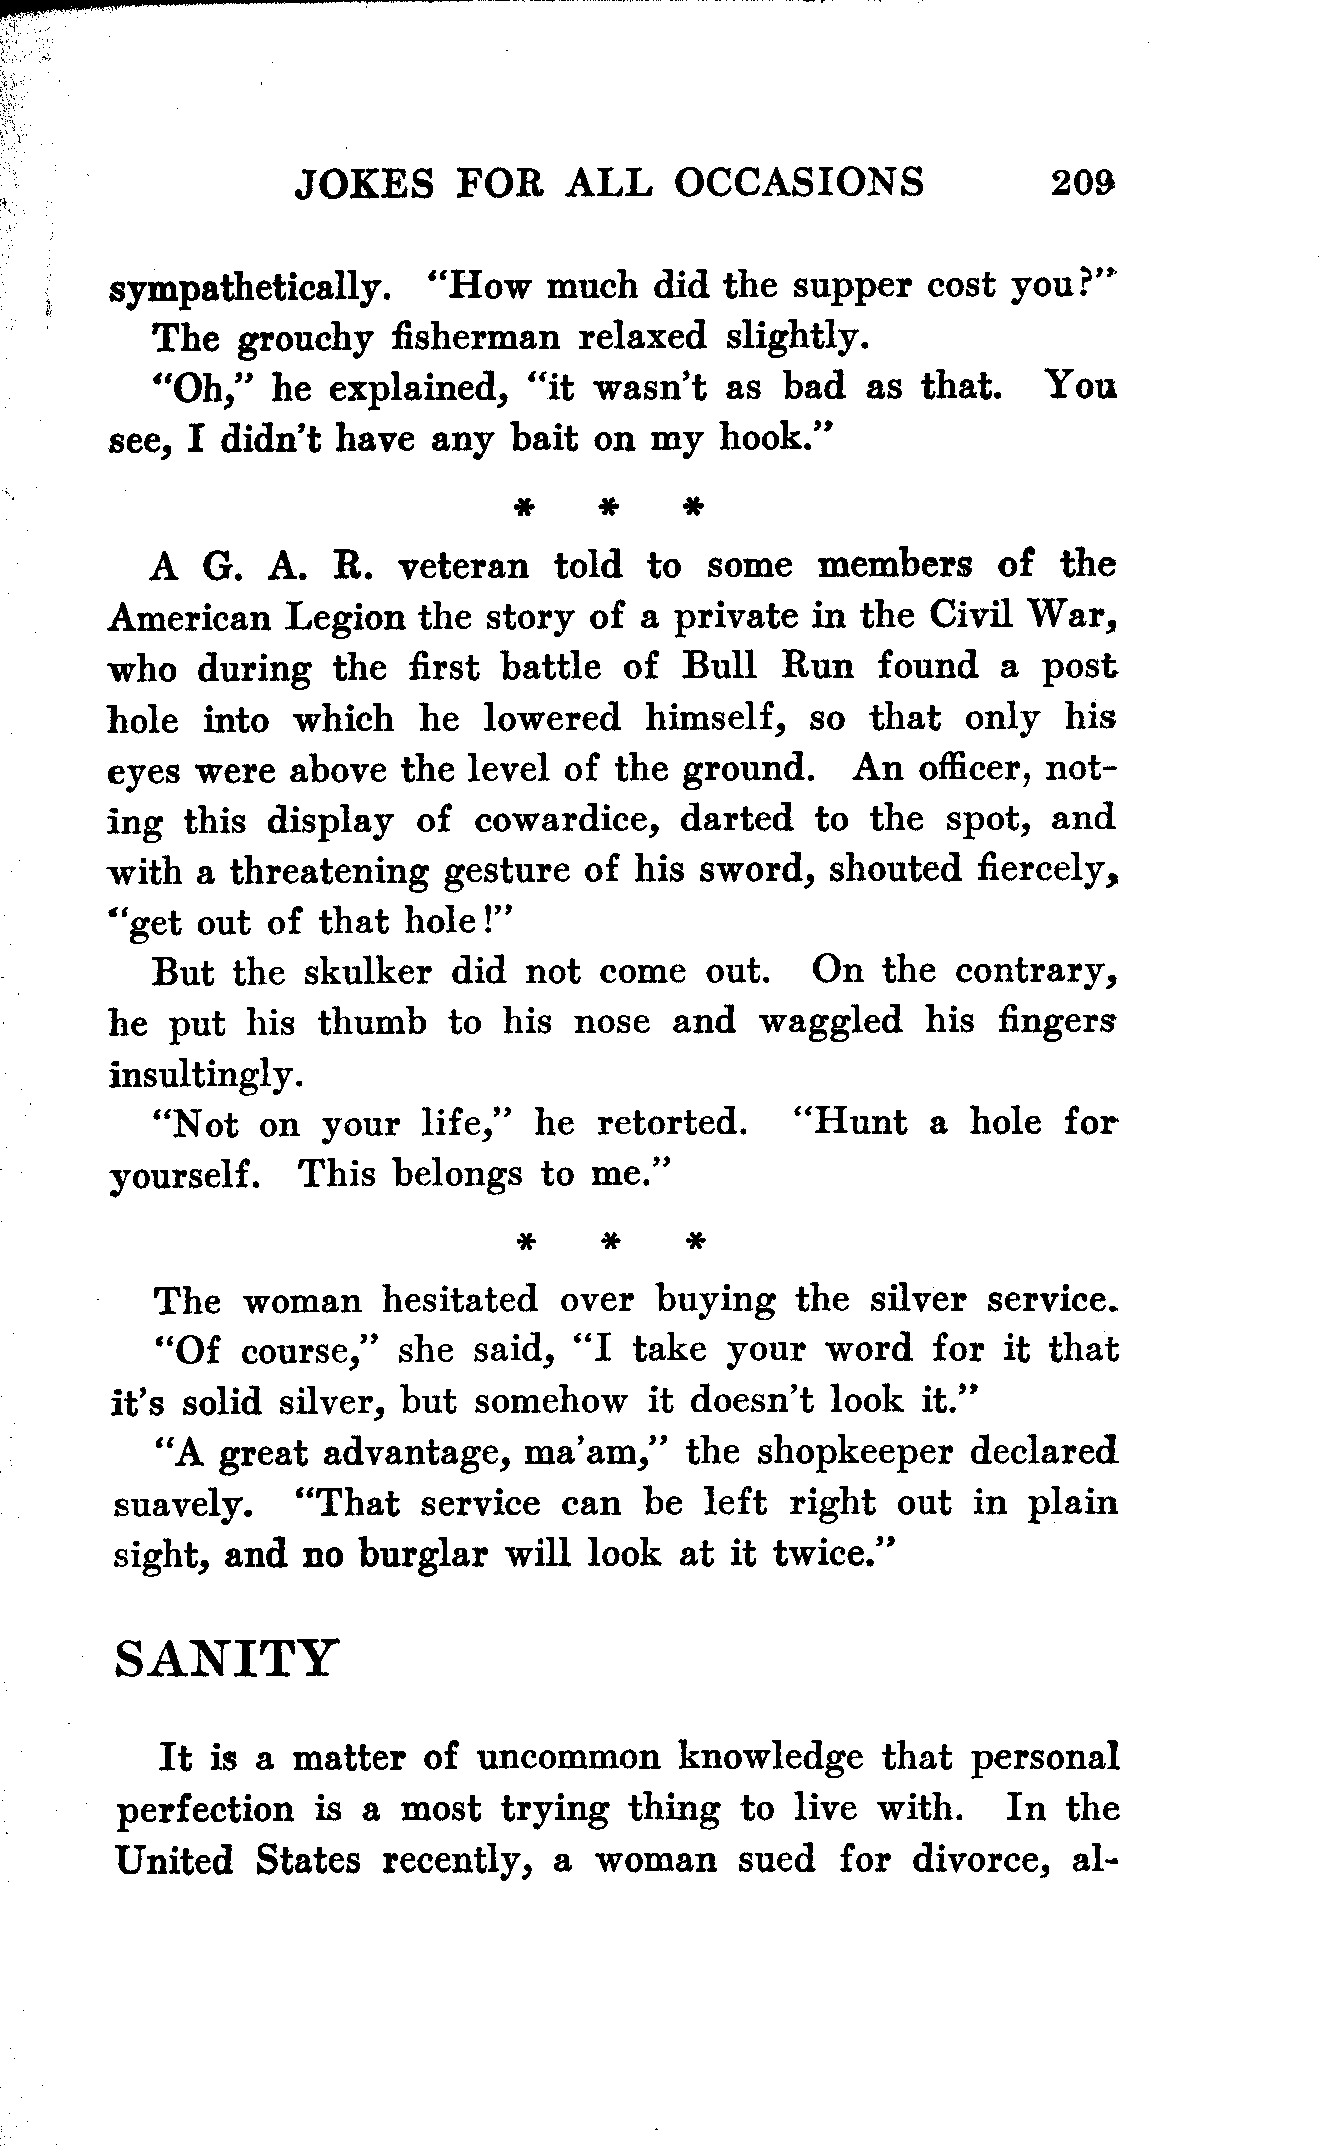 JOKES FOR ALL OCCASIONS 209
sympathetically. “How much did the supper cost you?”
The grouchy fisherman relaxed slightly.
“Oh,” he explained, “it wasn’t as bad as that. You
see, I didn’t have any bait on my hook.”
* * *
A G. A. R. veteran told to some members of the
American Legion the story of a private in the Civil War,
who during the first battle of Bull Run found a post
hole into which he lowered himself, so that only his
eyes were above the level of the ground. An officer, not-
ing this display of cowardice, darted to the spot, and
with a threatening gesture of his sword, shouted fiercely,
“get out of that hole!”
But the skulker did not come out. On the contrary,
he put his thumb to his nose and waggled his fingers
insultingly.
“Not on your life,” he retorted. “Hunt a hole for
yourself. This belongs to me.”
* * *
The woman hesitated over buying the silver service.
“Of course,” she said, “I take your word for it that
it’s solid silver, but somehow it doesn’t look it.”
“A great advantage, ma’am,” the shopkeeper declared
suavely. “That service can be left right out in plain
sight, and no burglar will look at it twice.”
SANITY
It is a matter of uncommon knowledge that personal
perfection is a most trying thing to live with. In the
United States recently, a woman sued for divorce, al-